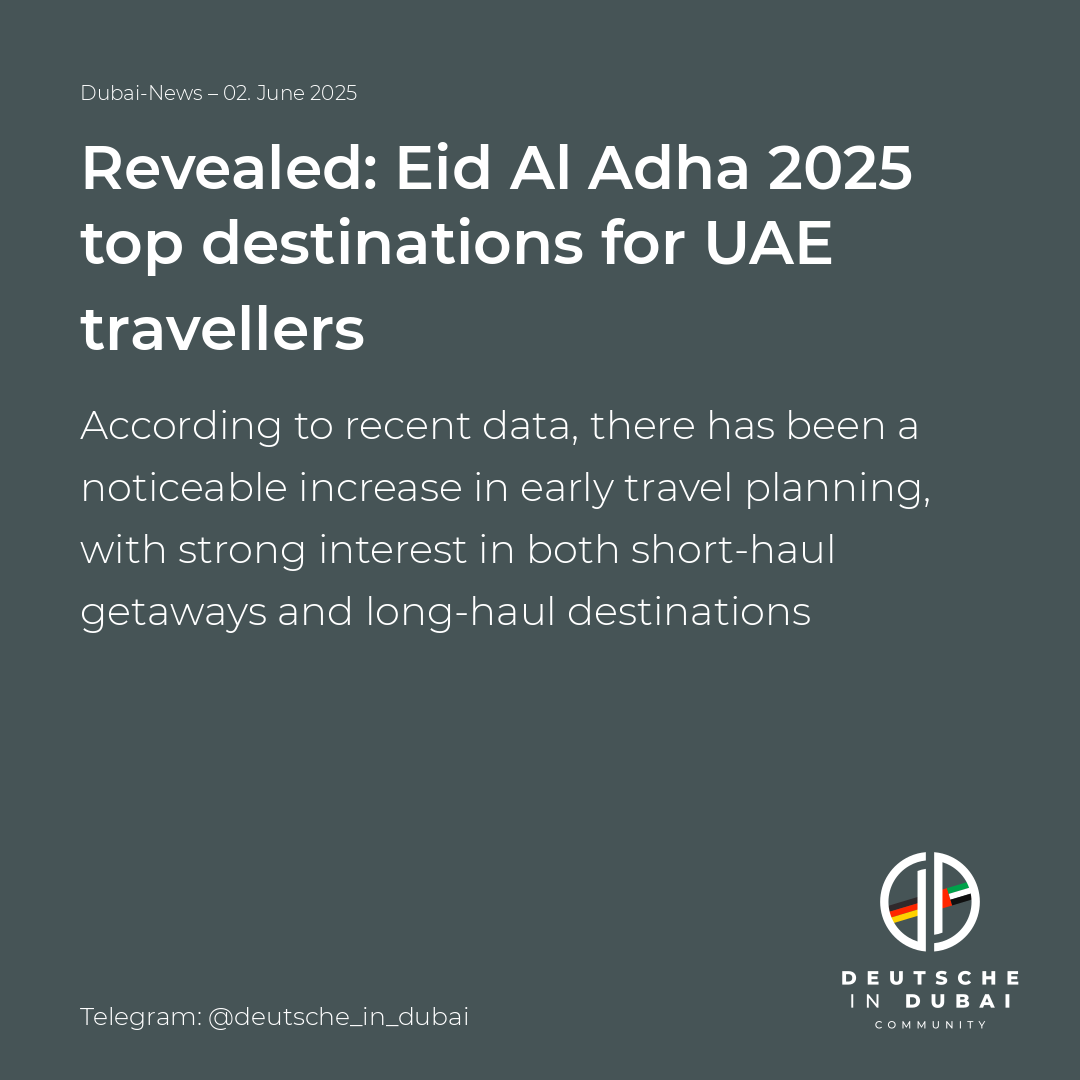 Dubai-News – 02. June 2025
Revealed: Eid Al Adha 2025
top destinations for UAE
travellers
According to recent data, there has been a
noticeable increase in early travel planning,
with strong interest in both short-haul
getaways and long-haul destinations
DEUTSCHE
IN DUBAI
COMMUNITY
Telegram: @deutsche_in_dubai